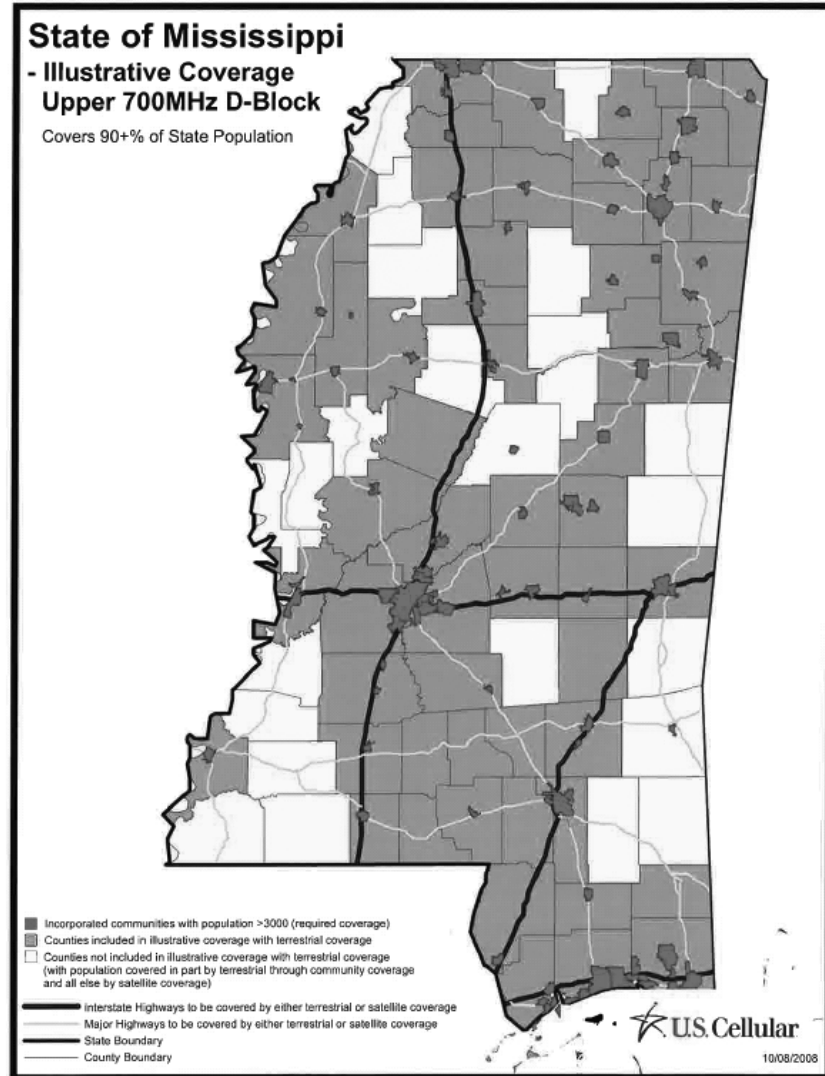 State of Mississippi
- Illustrative Coverage
Upper 700MHz D-Block
Covers 90+% of State Population
Incorporated communities with population >3000 (required coverage)
Counties included in illustrative coverage with terrestrial coverage
Counties not included in illustrative coverage with terrestrial coverage
(with population covered in part by terrestrial through community coverage
and all else by satellite coverage)
Interstate Highways to be covered by either terrestrial or satellite coverage
Major Highways to be covered by either terrestrial or satellite coverage
State Boundary
County Boundary
U.S. Cellular
10/08/2008